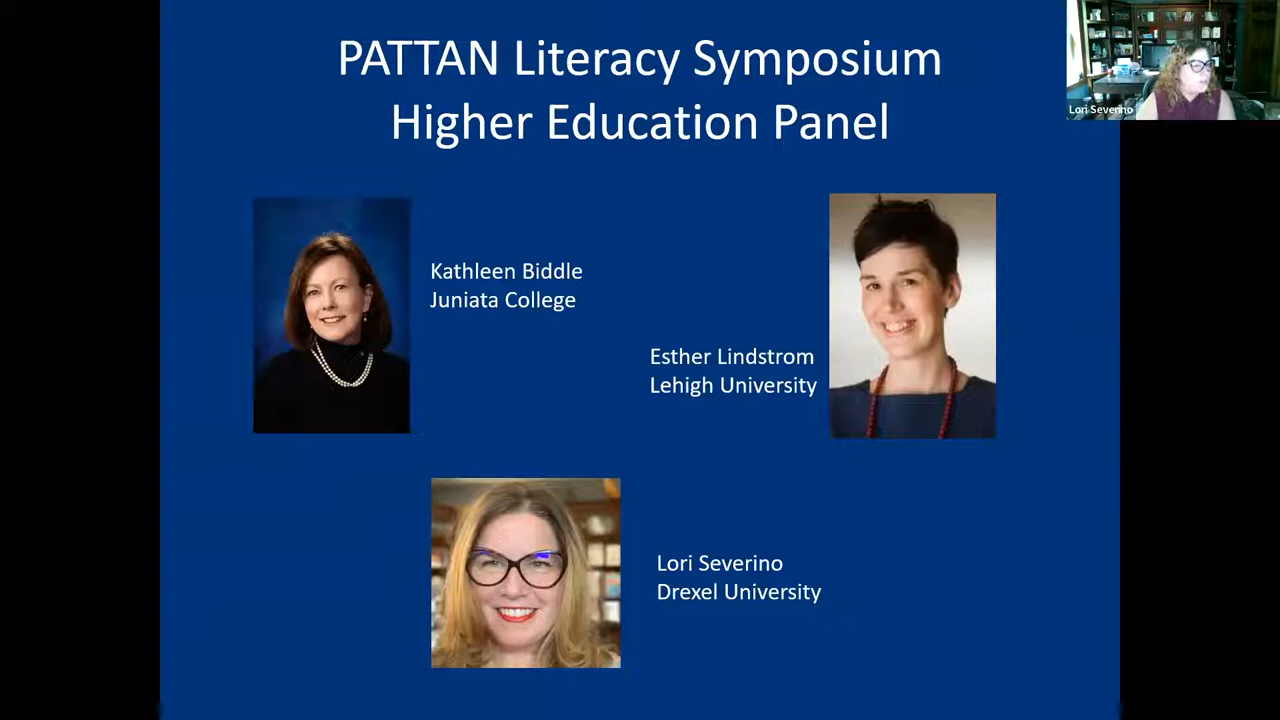 PATTAN Literacy Symposium
Higher Education Panel
Lori Severino
Kathleen Biddle
Juniata College
Esther Lindstrom
Lehigh University
Lori Severino
Drexel University